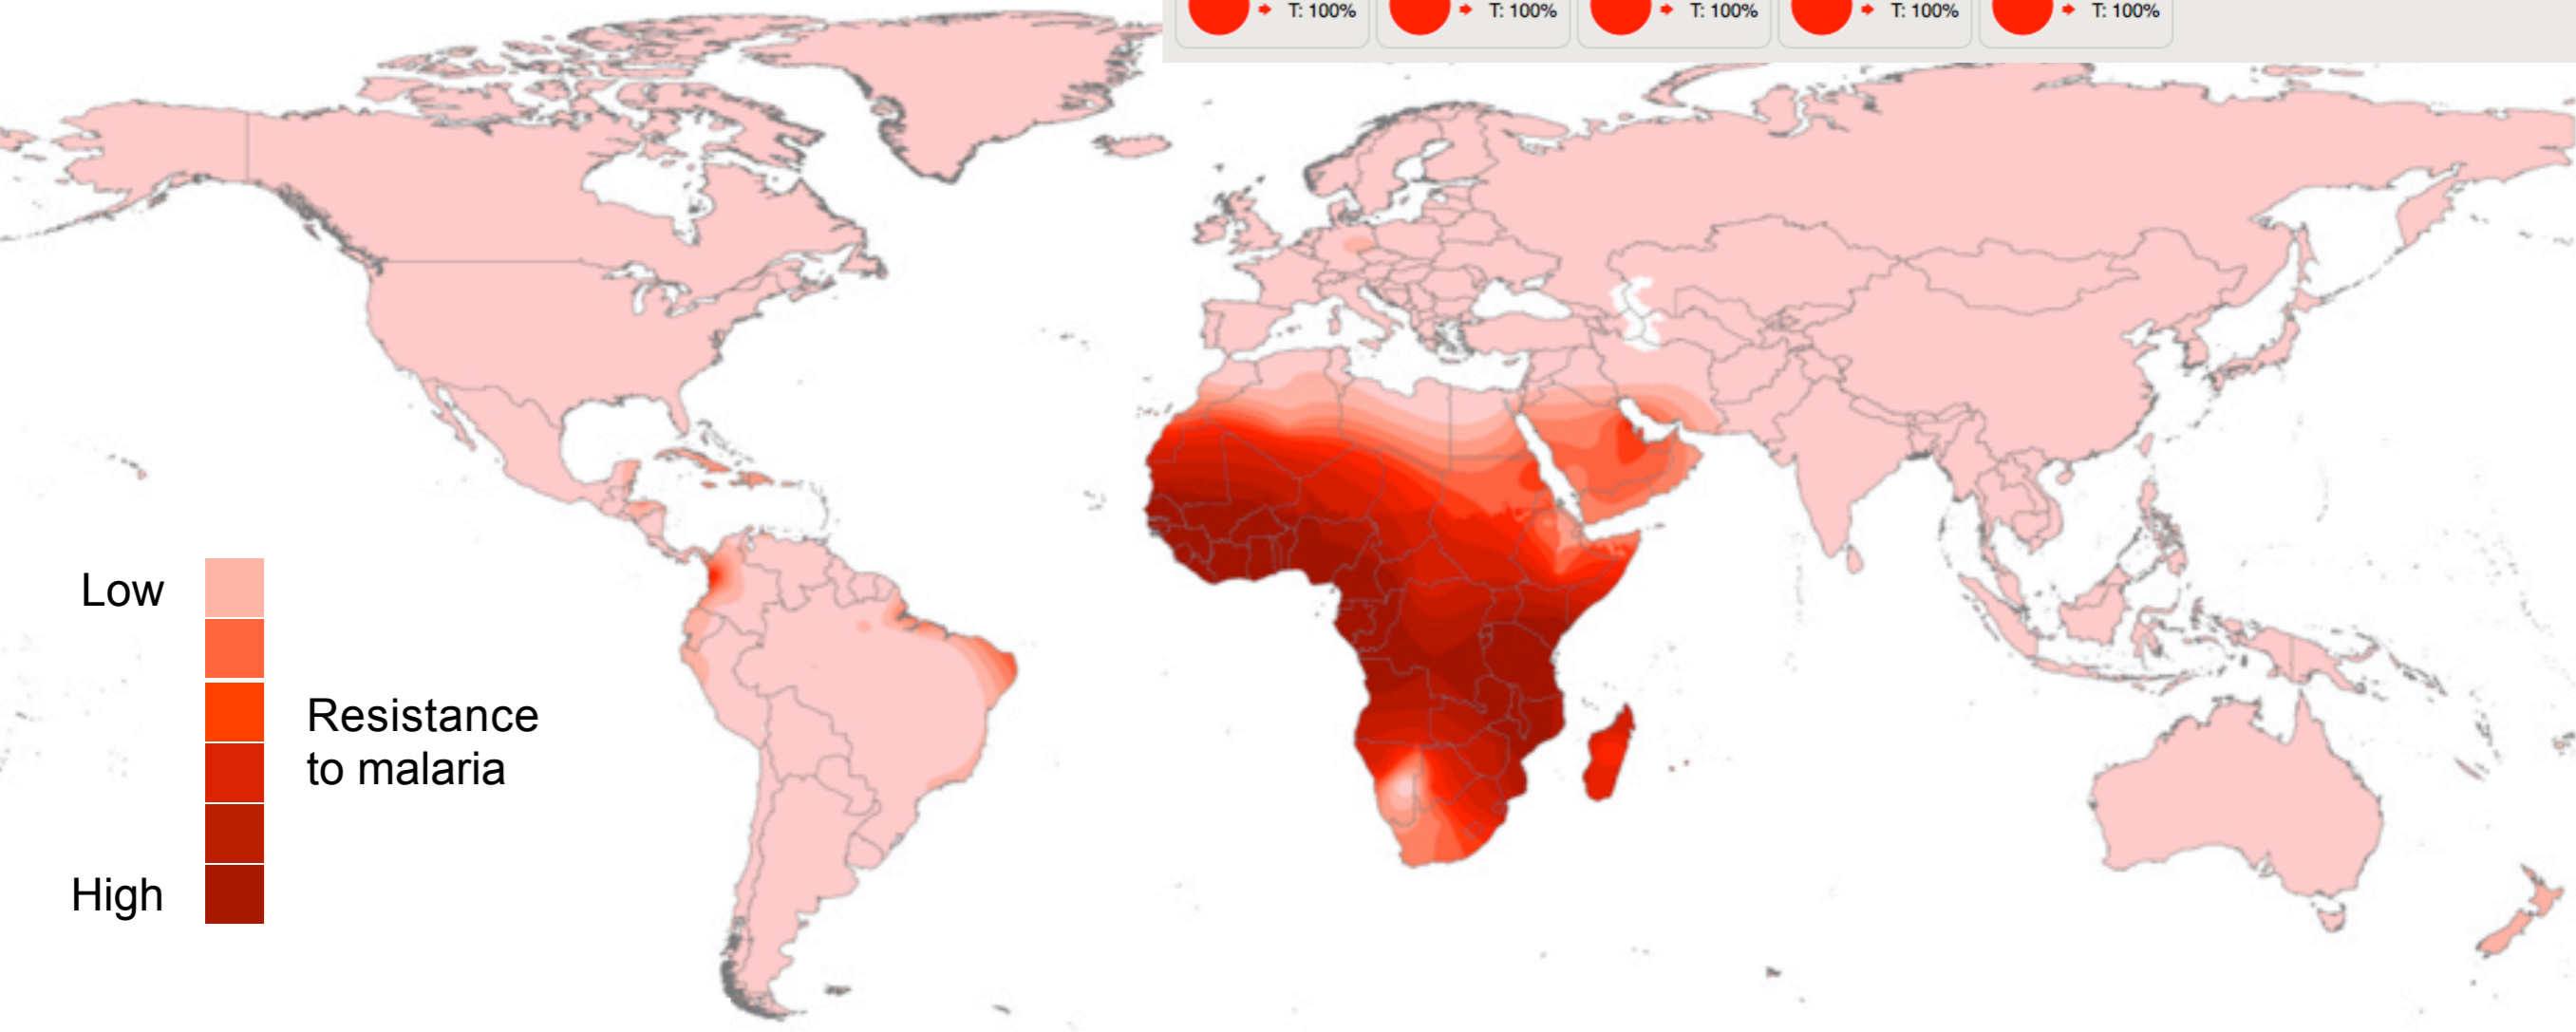 T: 100% T: 100% T: 100% T: 100% T: 100%
Low
Resistance
to malaria
High